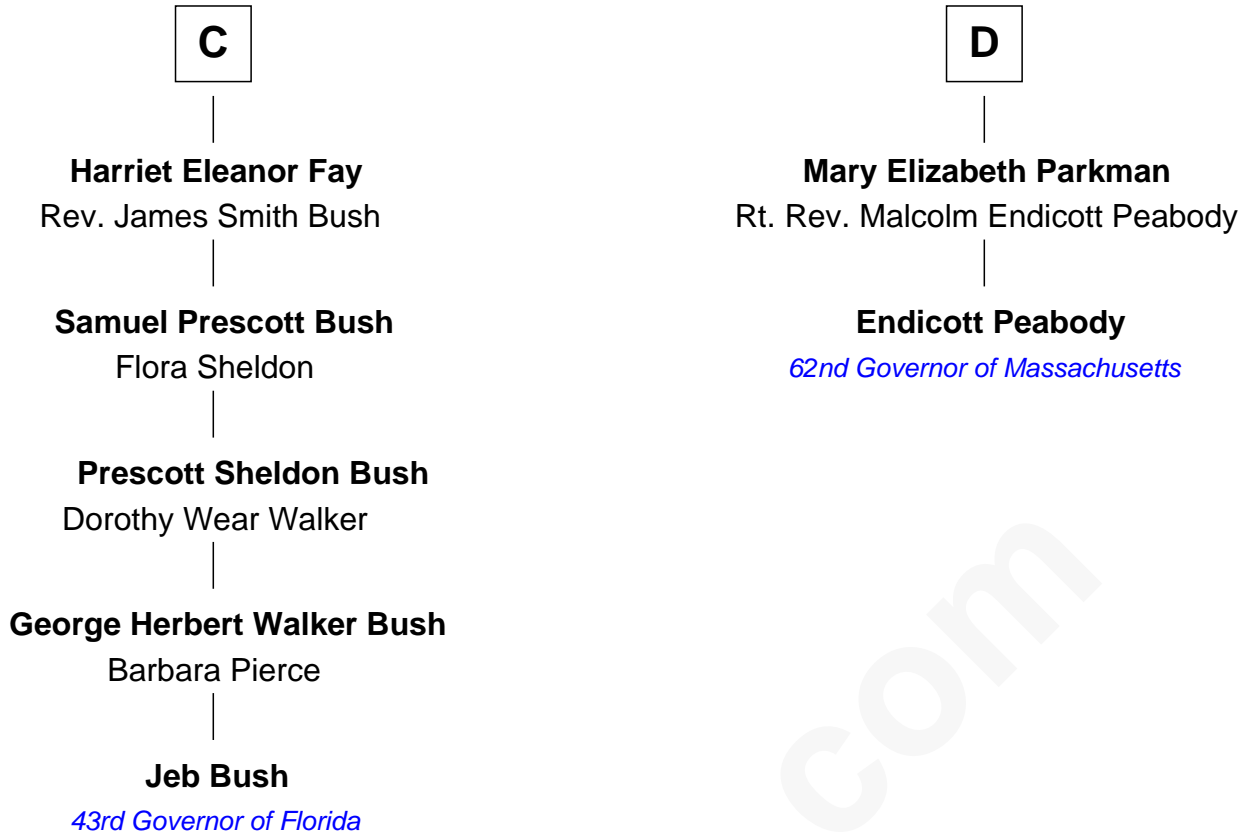 C
Harriet Eleanor Fay
Rev. James Smith Bush
Samuel Prescott Bush
Flora Sheldon
Prescott Sheldon Bush
Dorothy Wear Walker
George Herbert Walker Bush
Barbara Pierce
Jeb Bush
43rd Governor of Florida
D
Mary Elizabeth Parkman
Rt. Rev. Malcolm Endicott Peabody
Endicott Peabody
62nd Governor of Massachusetts
com